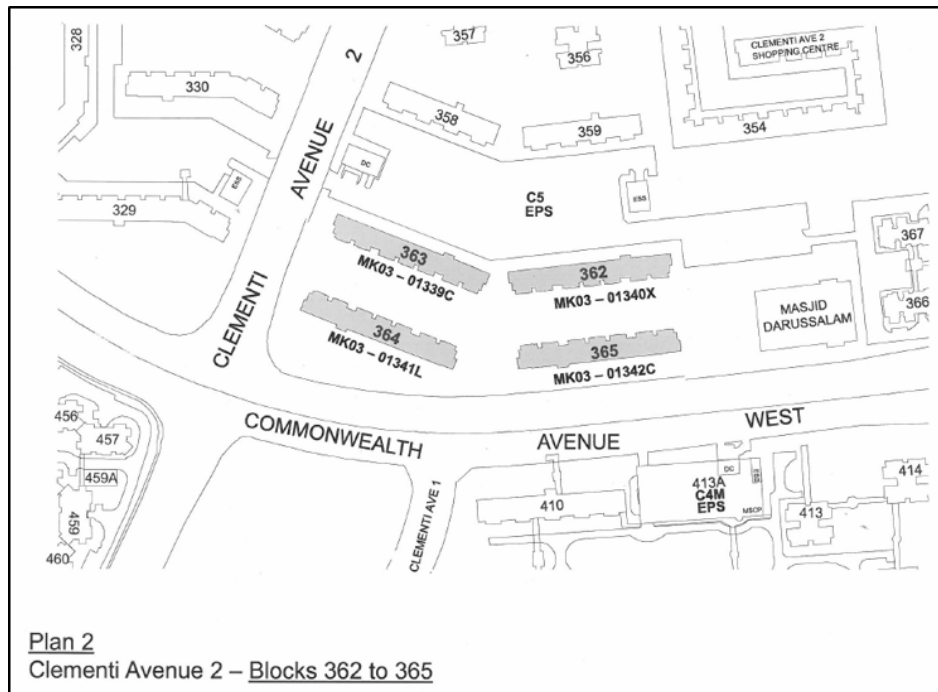 328
357
356
CLEMENTI AVE 2
SHOPPING CENTRE
330
358
359
354
DC
ESS
C5
EPS
ESS
329
CLEMENTI AVENUE 2
363
MK03 – 01339C
362
MK03 – 01340X
367
366
MASJID
DARUSSALAM
364
MK03 – 01341L
365
MK03 – 01342C
COMMONWEALTH AVENUE WEST
456
457
459A
459
460
CLEMENTI AVE 1
410
413A
C4M
EPS
DC
ESS
MSCP
413
414
Plan 2
Clementi Avenue 2 – Blocks 362 to 365